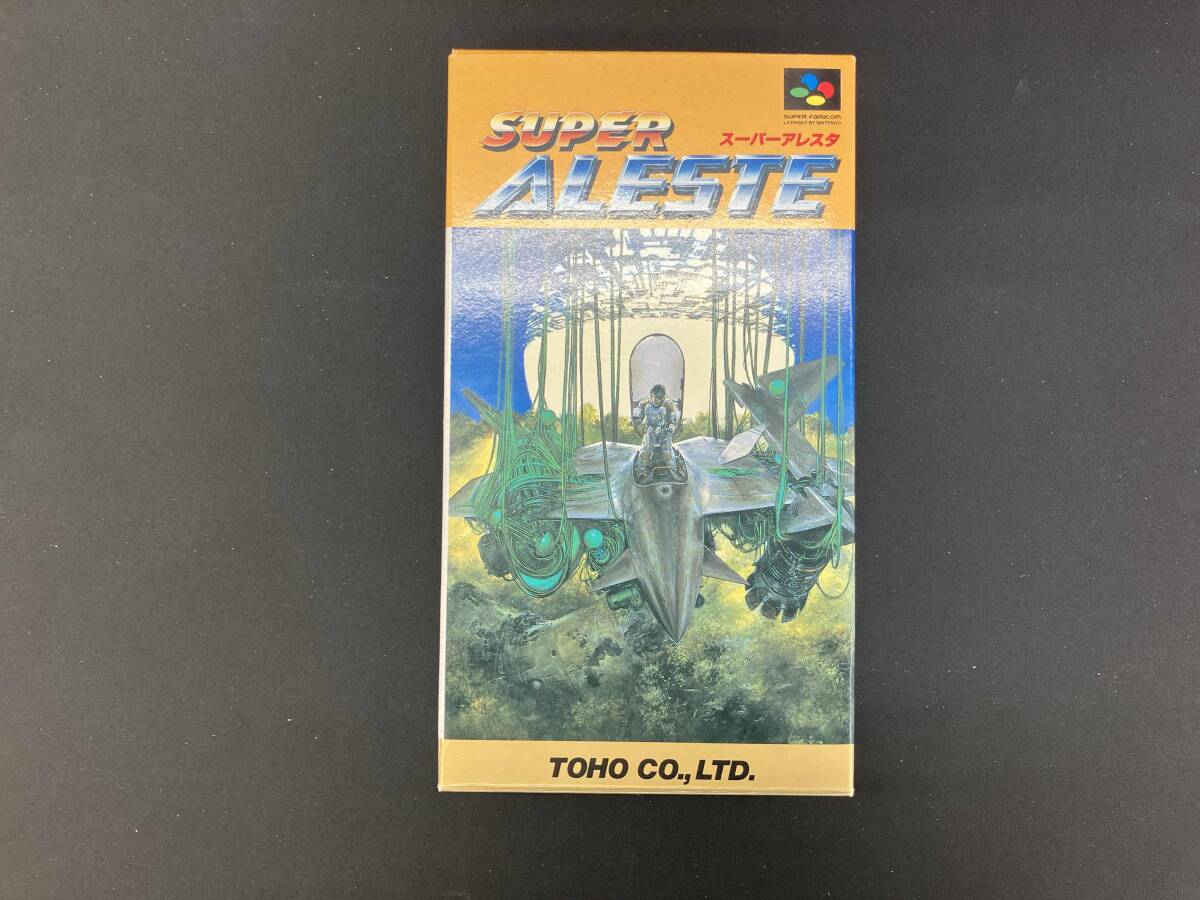 SUPER FAMICOM
LICENSED BY NINTENDO
SUPER
スーパーアレスタ
ALESTE
TOHO CO.,LTD.